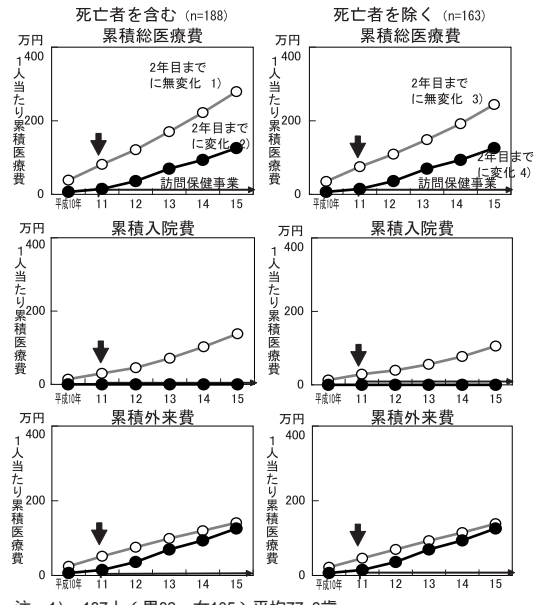 死亡者を含む (n=188)
累積総医療費
万円
1人当たり累積医療費
400
200
0
2年目まで
に無変化 1)
2年目まで
に変化 2)
訪問保健事業
平成10年 11 12 13 14 15
死亡者を除く (n=163)
累積総医療費
万円
1人当たり累積医療費
400
200
0
2年目まで
に無変化 3)
2年目まで
に変化 4)
訪問保健事業
平成10年 11 12 13 14 15
累積入院費
万円
1人当たり累積医療費
400
200
0
平成10年 11 12 13 14 15
累積入院費
万円
1人当たり累積医療費
400
200
0
平成10年 11 12 13 14 15
累積外来費
万円
1人当たり累積医療費
400
200
0
平成10年 11 12 13 14 15
累積外来費
万円
1人当たり累積医療費
400
200
0
平成10年 11 12 13 14 15